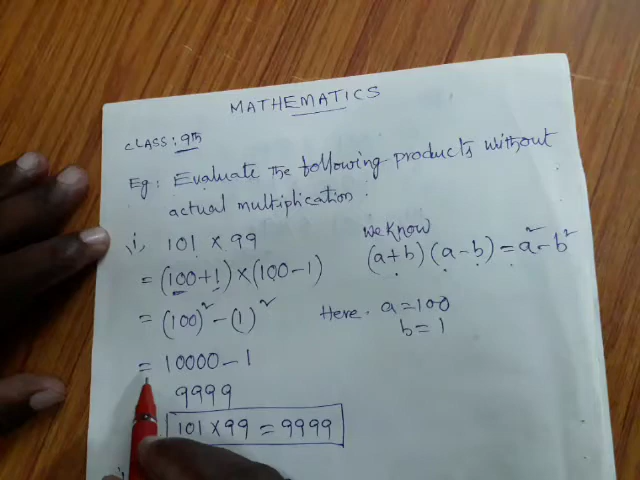 MATHEMATICS
CLASS: 9th
Eg: Evaluate the following products without
actual multiplication.
i, 101 × 99
= (100+1) × (100-1)
= (100)² - (1)²
= 10000 - 1
9999
101 × 99 = 9999
we know
(a+b) (a-b) = a² - b²
Here. a = 100
b = 1